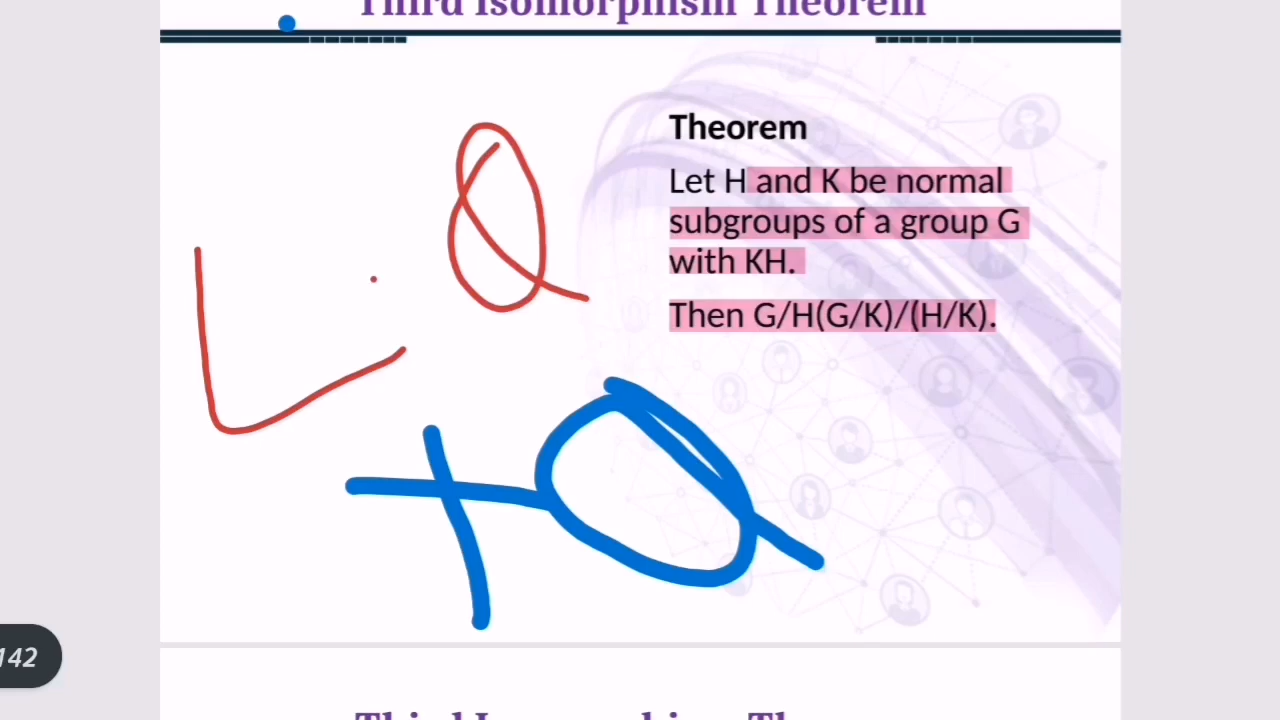 Third Isomorphism Theorem
Theorem
Let H and K be normal
subgroups of a group G
with KH.
Then G/H(G/K)/(H/K).
142